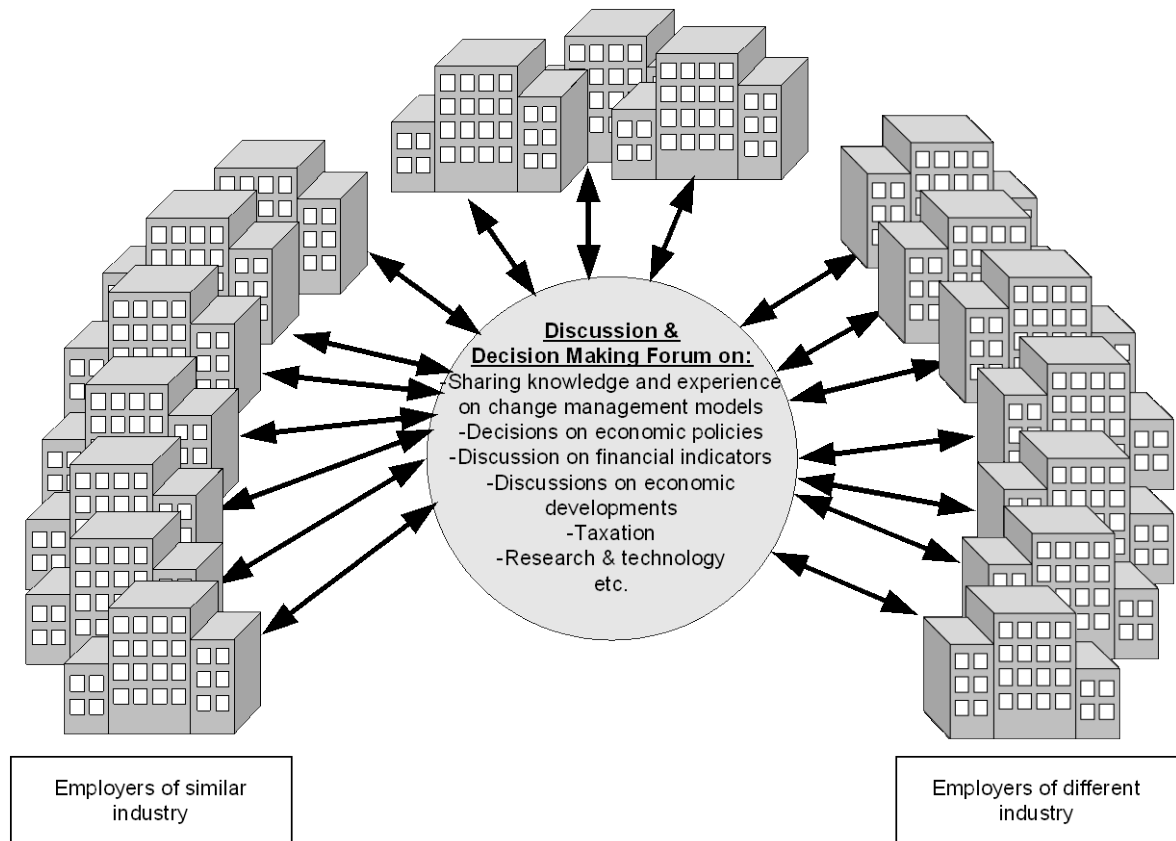 Discussion &
Decision Making Forum on:
-Sharing knowledge and experience
on change management models
-Decisions on economic policies
-Discussion on financial indicators
-Discussions on economic
developments
-Taxation
-Research & technology
etc.
Employers of similar
industry
Employers of different
industry